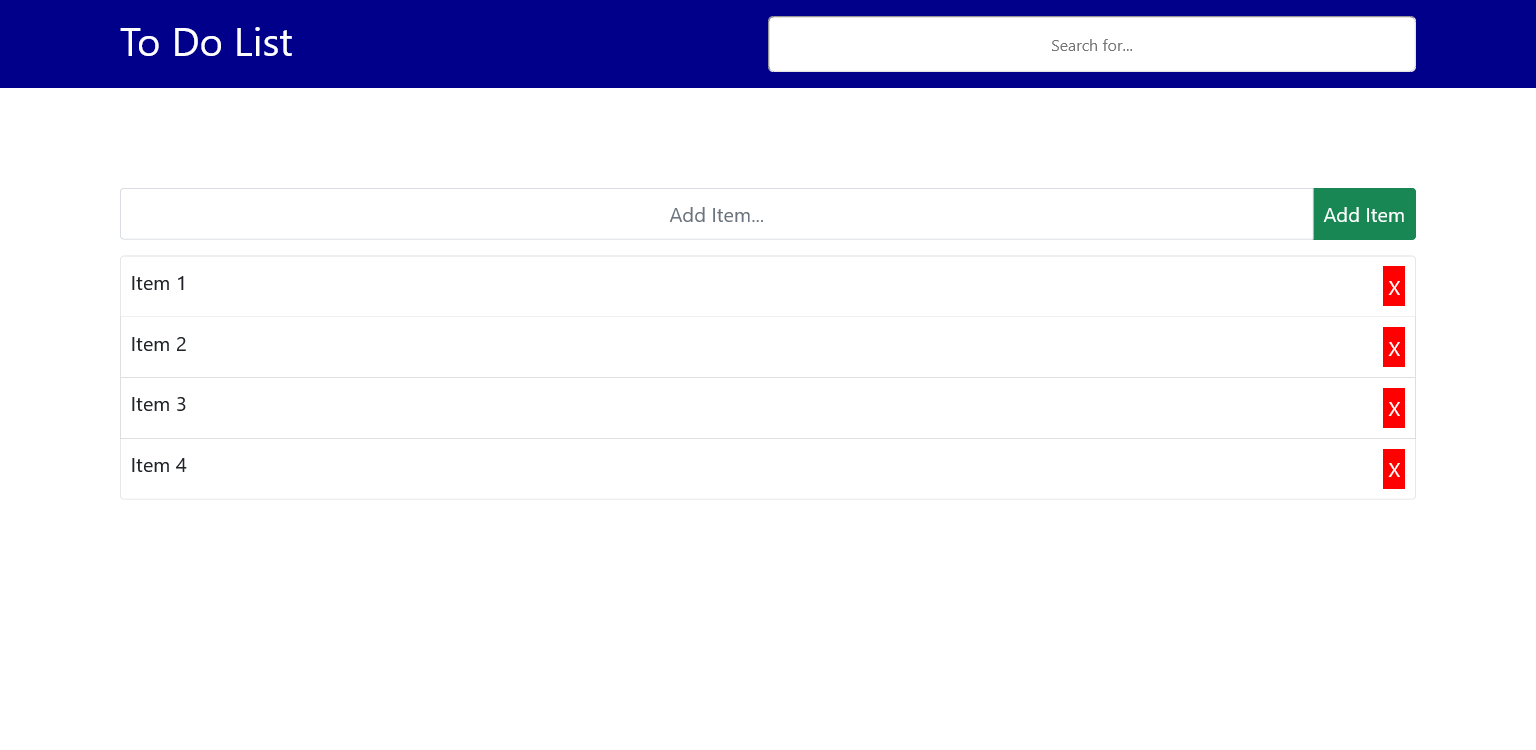 To Do List
Search for...
Add Item...
Add Item
Item 1
X
Item 2
X
Item 3
X
Item 4
X